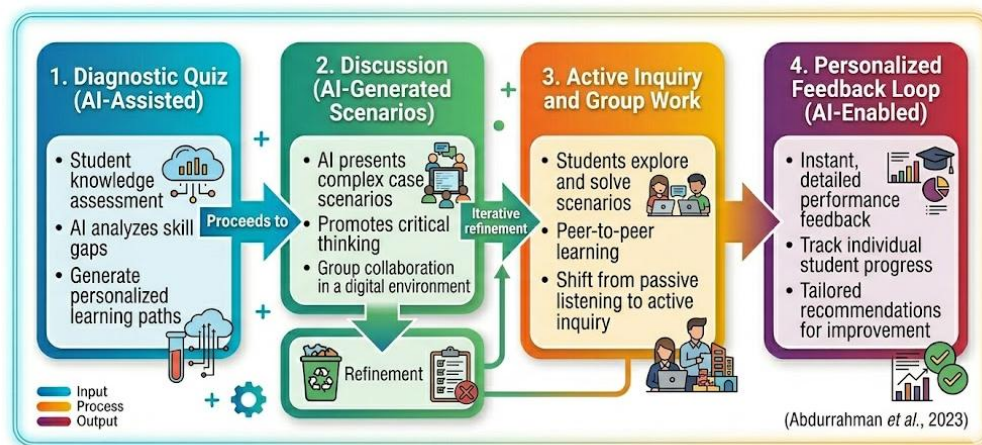 1. Diagnostic Quiz
(AI-Assisted)
• Student
knowledge
assessment
• AI analyzes skill
gaps
• Generate
personalized
learning paths
Proceeds to
2. Discussion
(AI-Generated
Scenarios)
• AI presents
complex case
scenarios
• Promotes critical
thinking
• Group collaboration
in a digital environment
Iterative
refinement
Refinement
3. Active Inquiry
and Group Work
• Students explore
and solve
scenarios
• Peer-to-peer
learning
• Shift from passive
listening to active
inquiry
4. Personalized
Feedback Loop
(AI-Enabled)
• Instant,
detailed
performance
feedback
• Track individual
student progress
• Tailored
recommendations
for improvement
Input
Process
Output
(Abdurrahman et al., 2023)